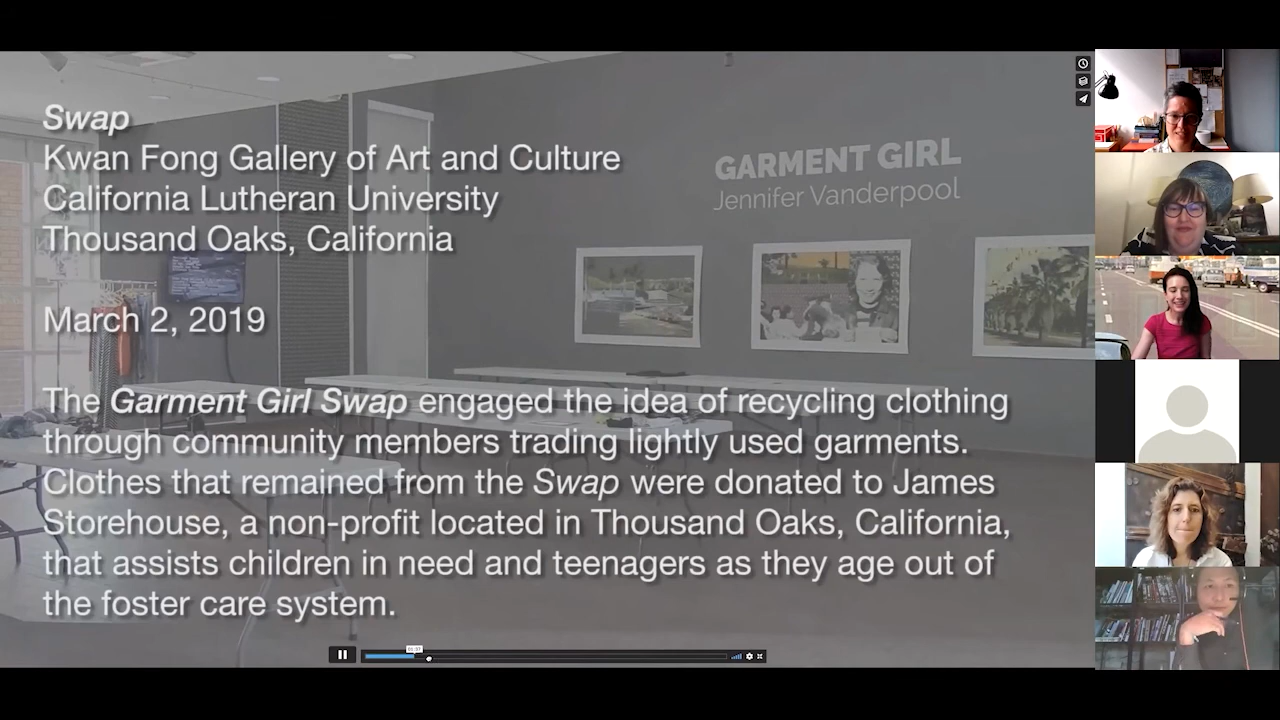 Swap
Kwan Fong Gallery of Art and Culture
California Lutheran University
Thousand Oaks, California
March 2, 2019
The Garment Girl Swap engaged the idea of recycling clothing
through community members trading lightly used garments.
Clothes that remained from the Swap were donated to James
Storehouse, a non-profit located in Thousand Oaks, California,
that assists children in need and teenagers as they age out of
the foster care system.
GARMENT GIRL
Jennifer Vanderpool